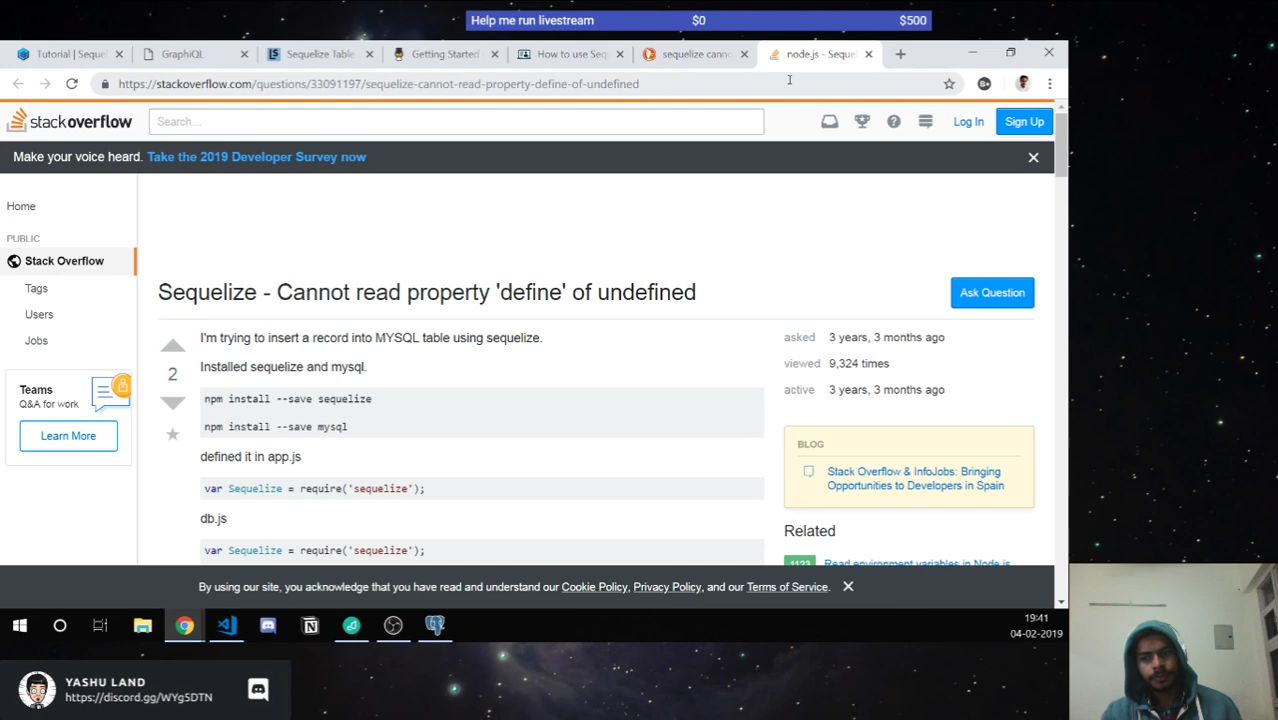 Help me run livestream $0 $500
Tutorial | Seque GraphiQL Sequelize Table Getting Started How to use Seq sequelize canno node.js - Seque
https://stackoverflow.com/questions/33091197/sequelize-cannot-read-property-define-of-undefined
stackoverflow Search... Log In Sign Up
Make your voice heard. Take the 2019 Developer Survey now
Home
PUBLIC
Stack Overflow
Tags
Users
Jobs
Teams
Q&A for work
Learn More
Sequelize - Cannot read property 'define' of undefined
Ask Question
I'm trying to insert a record into MYSQL table using sequelize.
2
Installed sequelize and mysql.
npm install --save sequelize
npm install --save mysql
defined it in app.js
var Sequelize = require('sequelize');
db.js
var Sequelize = require('sequelize');
asked 3 years, 3 months ago
viewed 9,324 times
active 3 years, 3 months ago
BLOG
Stack Overflow & InfoJobs: Bringing
Opportunities to Developers in Spain
Related
1123 Read environment variables in Node.js
By using our site, you acknowledge that you have read and understand our Cookie Policy, Privacy Policy, and our Terms of Service.
19:41
04-02-2019
YASHU LAND
https://discord.gg/WYg5DTN